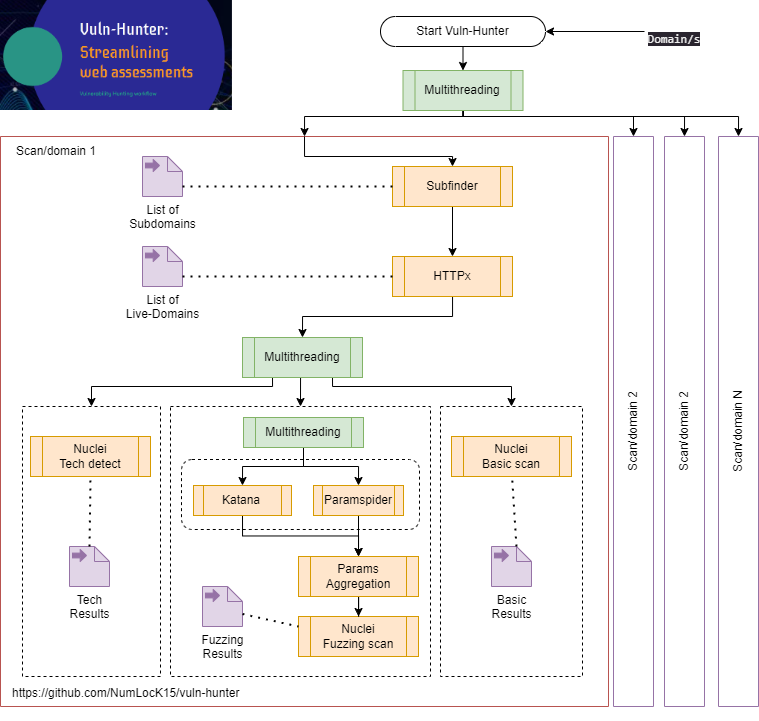 Vuln-Hunter:
Streamlining
web assessments
Vulnerability Hunting workflow
Start Vuln-Hunter
Domain/s
Multithreading
Scan/domain 1
Subfinder
List of
Subdomains
HTTPx
List of
Live-Domains
Multithreading
Nuclei
Tech detect
Tech
Results
Multithreading
Katana
Paramspider
Params
Aggregation
Nuclei
Fuzzing scan
Fuzzing
Results
Nuclei
Basic scan
Basic
Results
Scan/domain 2
Scan/domain 2
Scan/domain N
https://github.com/NumLocK15/vuln-hunter